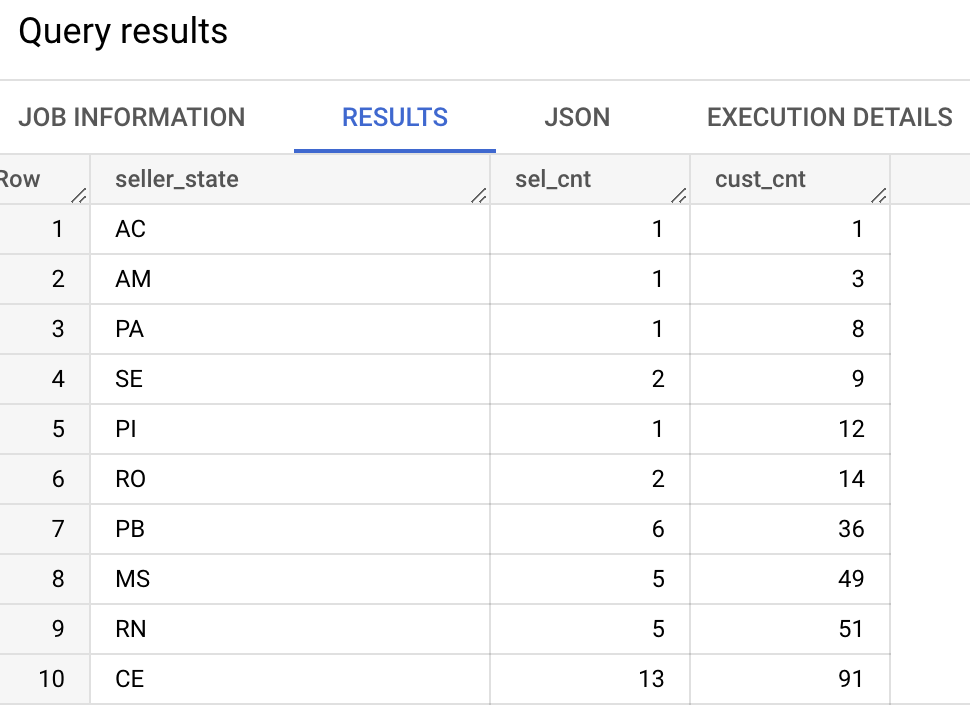 Query results
JOB INFORMATION RESULTS JSON EXECUTION DETAILS
Row seller_state sel_cnt cust_cnt
1 AC 1 1
2 AM 1 3
3 PA 1 8
4 SE 2 9
5 PI 1 12
6 RO 2 14
7 PB 6 36
8 MS 5 49
9 RN 5 51
10 CE 13 91